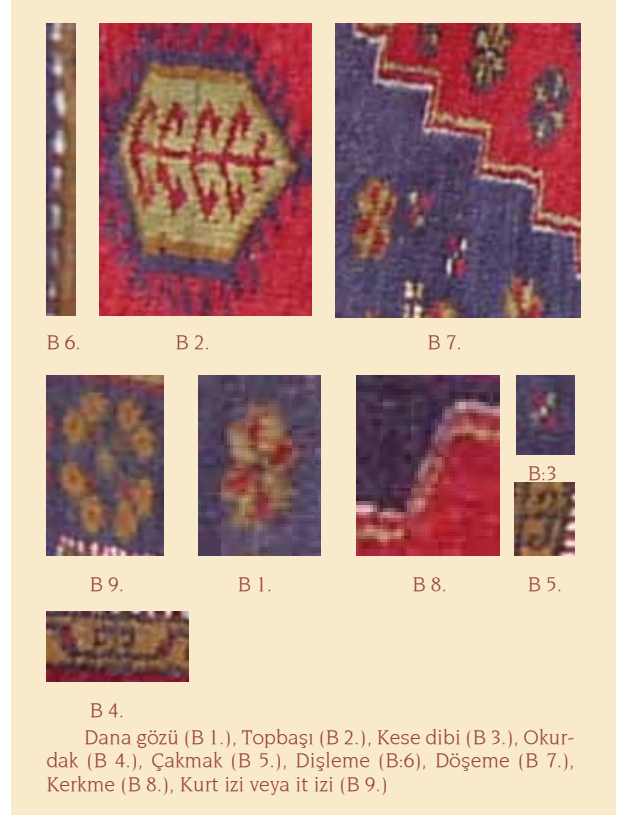 B 6.
B 2.
B 7.
B 9.
B 1.
B 8.
B:3
B 5.
B 4.
Dana gözü (B 1.), Topbaşı (B 2.), Kese dibi (B 3.), Okur-
dak (B 4.), Çakmak (B 5.), Dişleme (B:6), Döşeme (B 7.),
Kerkme (B 8.), Kurt izi veya it izi (B 9.)